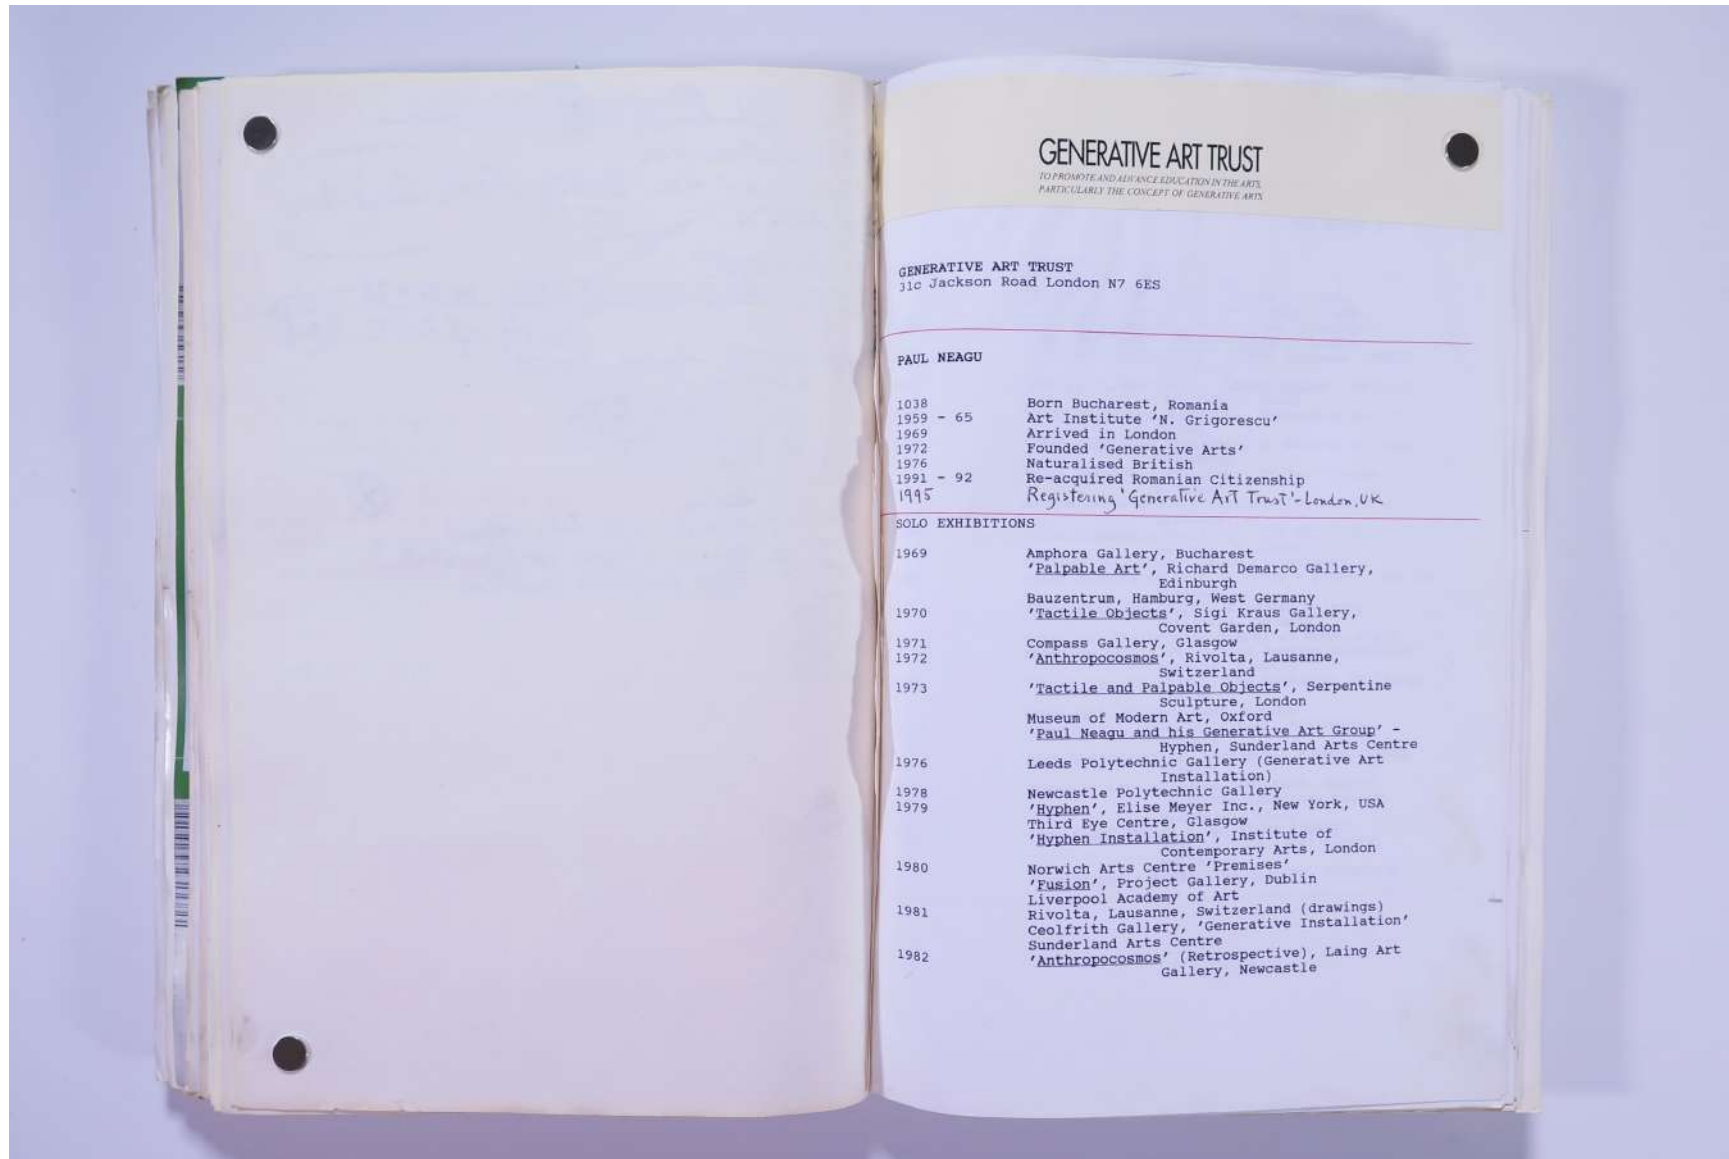 GENERATIVE ART TRUST
TO PROMOTE AND ADVANCE EDUCATION IN THE ARTS,
PARTICULARLY THE CONCEPT OF GENERATIVE ARTS
GENERATIVE ART TRUST
31c Jackson Road London N7 6ES
PAUL NEAGU
1038 Born Bucharest, Romania
1959 - 65 Art Institute 'N. Grigorescu'
1969 Arrived in London
1972 Founded 'Generative Arts'
1976 Naturalised British
1991 - 92 Re-acquired Romanian Citizenship
1995 Registering 'Generative Art Trust' - London, UK
SOLO EXHIBITIONS
1969 Amphora Gallery, Bucharest
'Palpable Art', Richard Demarco Gallery,
Edinburgh
Bauzentrum, Hamburg, West Germany
1970 'Tactile Objects', Sigi Kraus Gallery,
Covent Garden, London
1971 Compass Gallery, Glasgow
1972 'Anthropocosmos', Rivolta, Lausanne,
Switzerland
1973 'Tactile and Palpable Objects', Serpentine
Sculpture, London
Museum of Modern Art, Oxford
'Paul Neagu and his Generative Art Group' -
Hyphen, Sunderland Arts Centre
1976 Leeds Polytechnic Gallery (Generative Art
Installation)
1978 Newcastle Polytechnic Gallery
1979 'Hyphen', Elise Meyer Inc., New York, USA
Third Eye Centre, Glasgow
'Hyphen Installation', Institute of
Contemporary Arts, London
1980 Norwich Arts Centre 'Premises'
'Fusion', Project Gallery, Dublin
Liverpool Academy of Art
1981 Rivolta, Lausanne, Switzerland (drawings)
Ceolfrith Gallery, 'Generative Installation'
Sunderland Arts Centre
1982 'Anthropocosmos' (Retrospective), Laing Art
Gallery, Newcastle